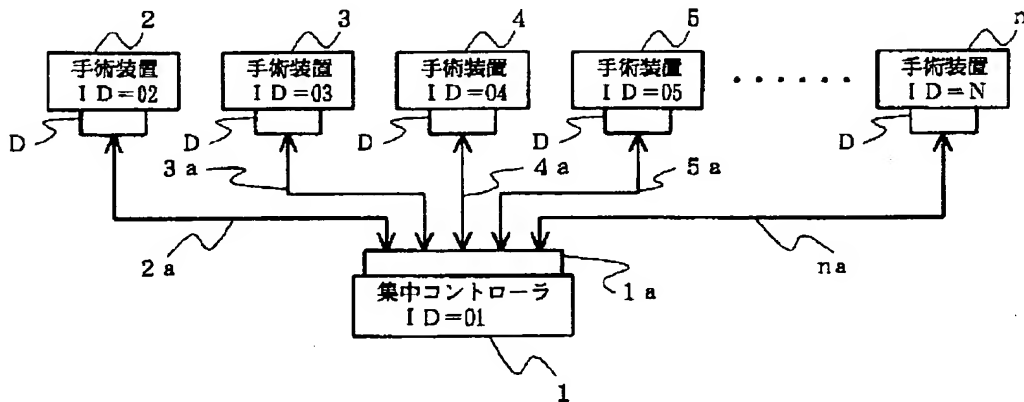 2
3
4
5
n
手術装置
ID=02
手術装置
ID=03
手術装置
ID=04
手術装置
ID=05
・・・・・・
手術装置
ID=N
D
D
D
D
D
3a
4a
5a
2a
na
1a
集中コントローラ
ID=01
1